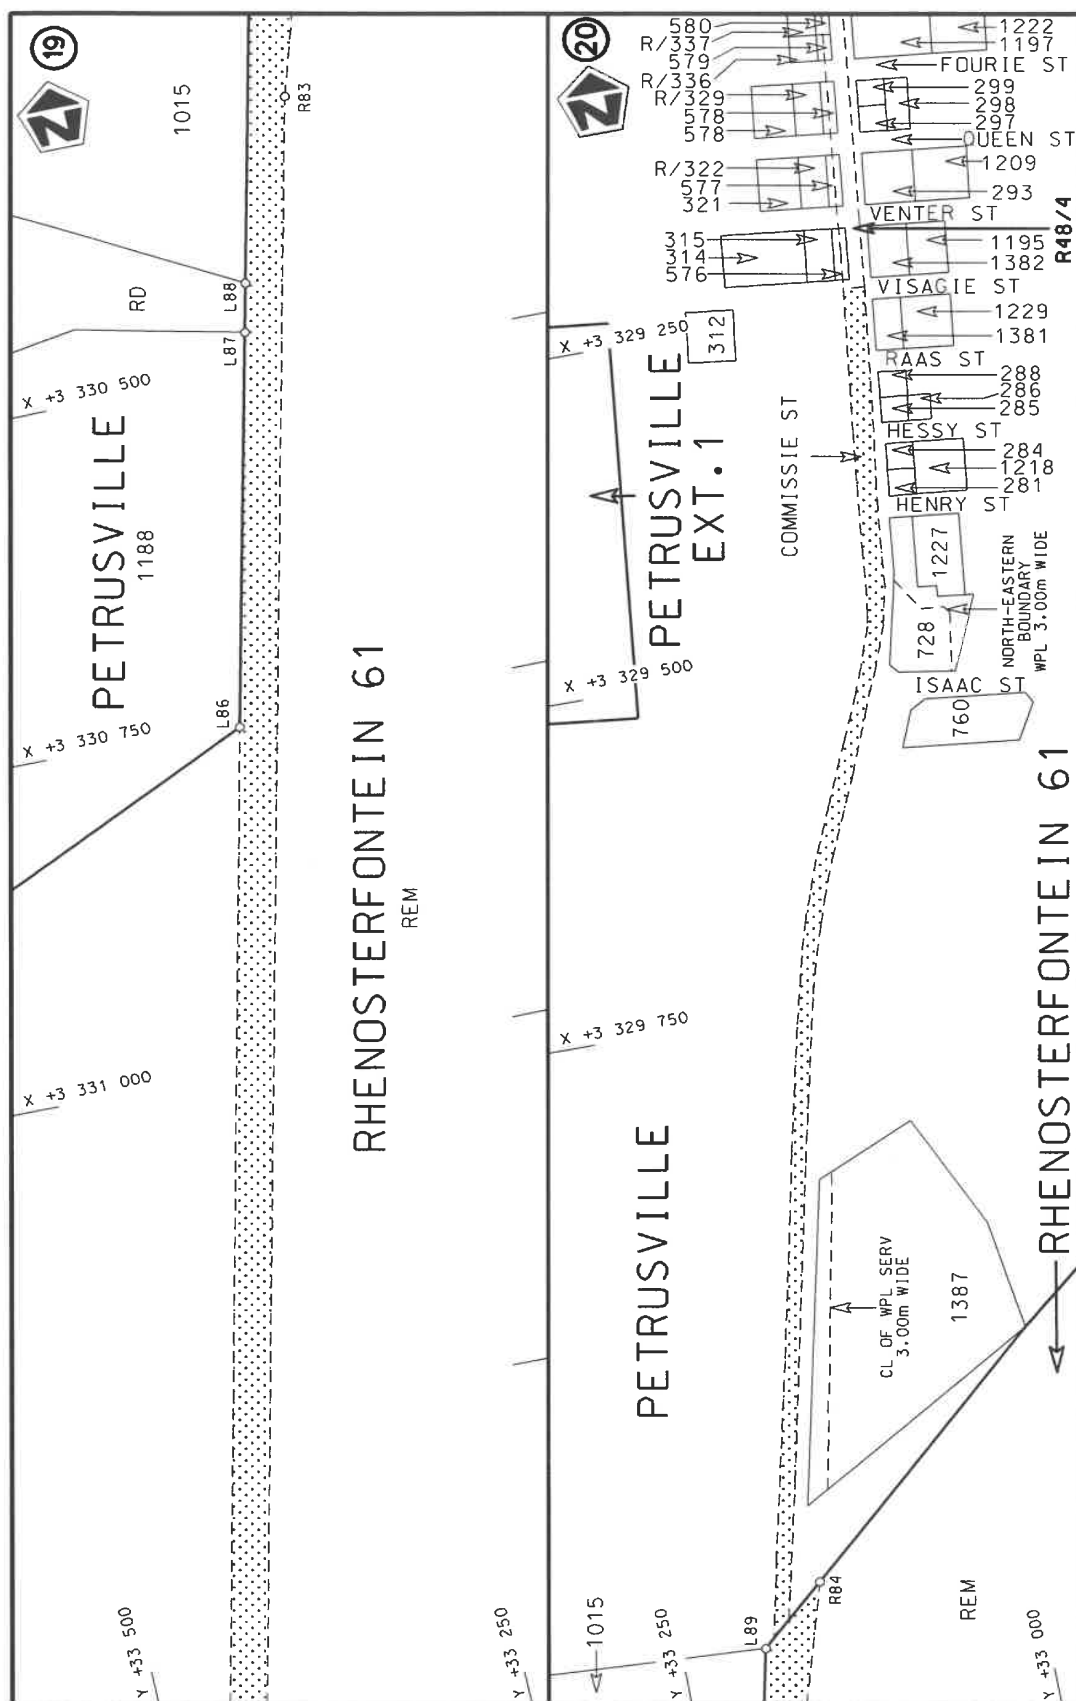 19
N
1015
R83
RD
L88
L87
X +3 330 500
PETRUSVILLE
1188
L86
X +3 330 750
RHENOSTERFONTEIN 61
REM
X +3 331 000
Y +33 500
Y +33 250
20
N
580
R/337
579
R/336
R/329
578
578
R/322
577
321
315
314
576
1222
1197
FOURIE ST
299
298
297
QUEEN ST
1209
293
VENTER ST
R48/4
1195
1382
VISAGIE ST
1229
1381
RAAS ST
288
286
285
HESSY ST
284
1218
281
HENRY ST
X +3 329 250
312
PETRUSVILLE
EXT.1
COMMISSIE ST
1227
728
NORTH-EASTERN
BOUNDARY
WPL 3.00m WIDE
ISAAC ST
760
X +3 329 500
X +3 329 750
RHENOSTERFONTEIN 61
PETRUSVILLE
CL OF WPL SERV
3.00m WIDE
1387
R84
L89
REM
1015
Y +33 250
Y +33 000